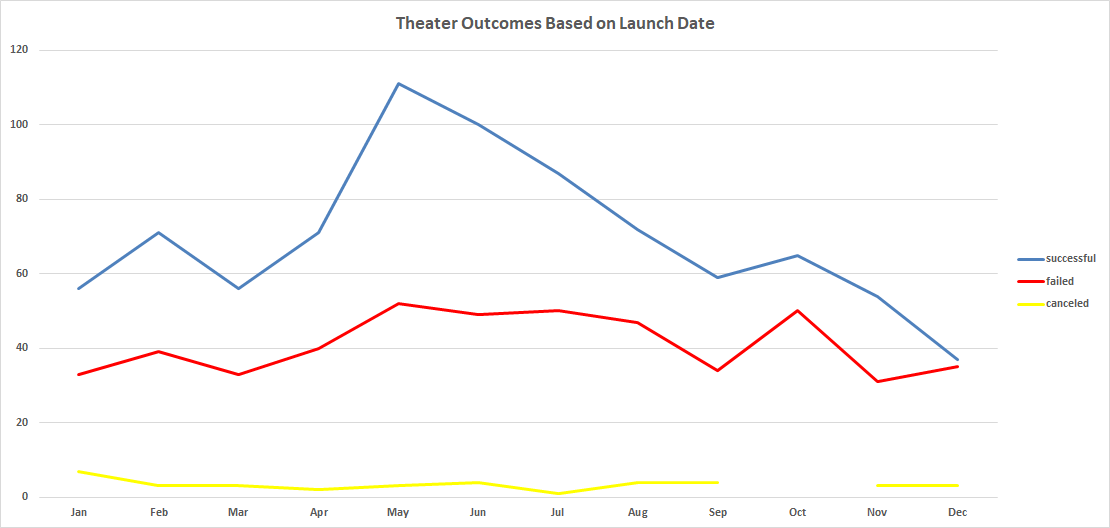 Theater Outcomes Based on Launch Date
120
100
80
60
40
20
0
Jan Feb Mar Apr May Jun Jul Aug Sep Oct Nov Dec
successful
failed
canceled